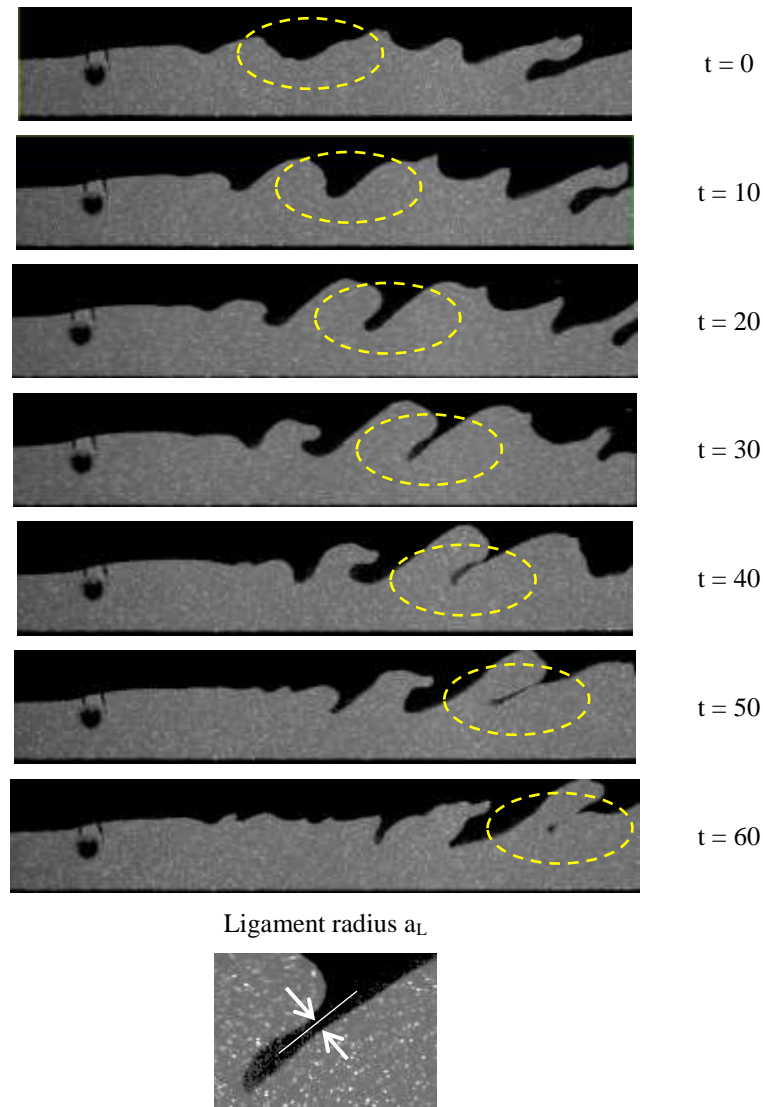 t = 0
t = 10
t = 20
t = 30
t = 40
t = 50
t = 60
Ligament radius aL